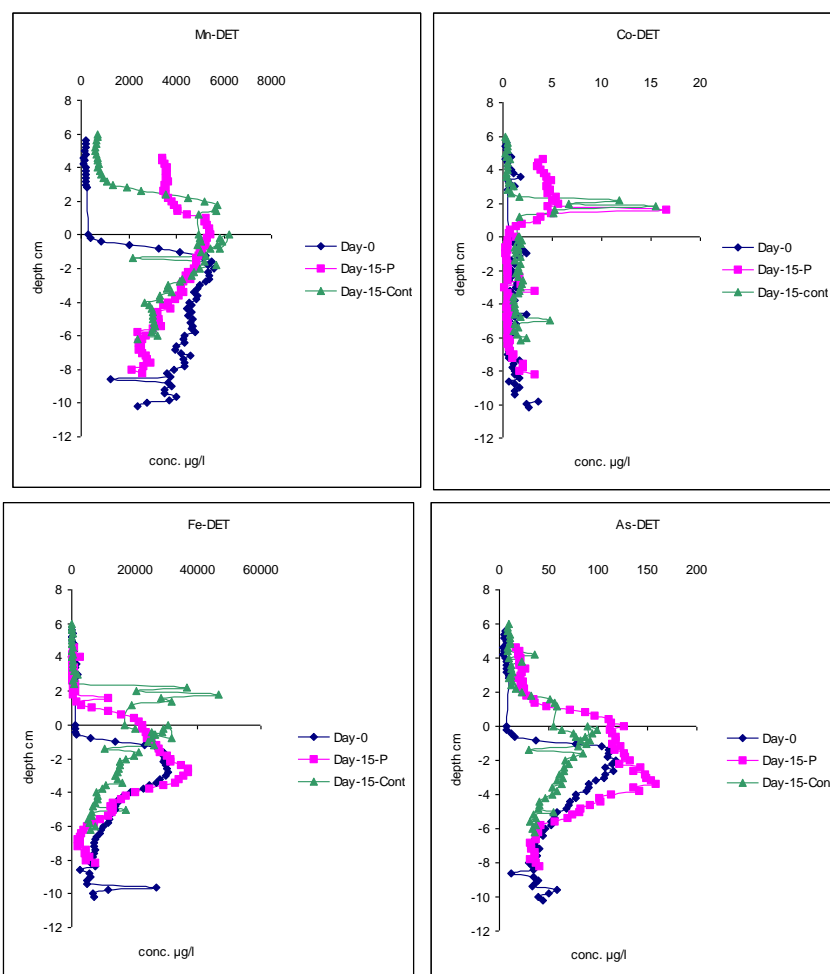 Mn-DET
0 2000 4000 6000 8000
8
6
4
2
0
-2
-4
-6
-8
-10
-12
depth cm
conc. µg/l
Day-0
Day-15-P
Day-15-Cont
Co-DET
0 5 10 15 20
8
6
4
2
0
-2
-4
-6
-8
-10
-12
depth cm
conc. µg/l
Day-0
Day-15-P
Day-15-cont
Fe-DET
0 20000 40000 60000
8
6
4
2
0
-2
-4
-6
-8
-10
-12
depth cm
conc. µg/l
Day-0
Day-15-P
Day-15-Cont
As-DET
0 50 100 150 200
8
6
4
2
0
-2
-4
-6
-8
-10
-12
depth cm
conc. µg/l
Day-0
Day-15-P
Day-15-Cont